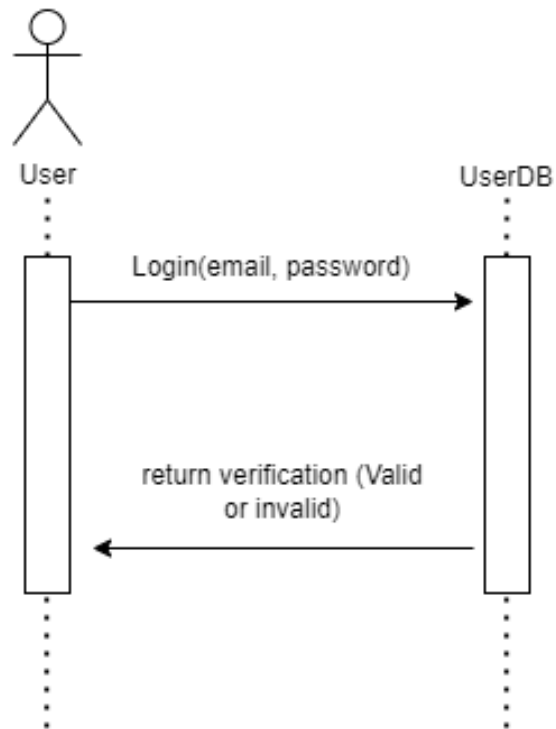 User
UserDB
Login(email, password)
return verification (Valid
or invalid)